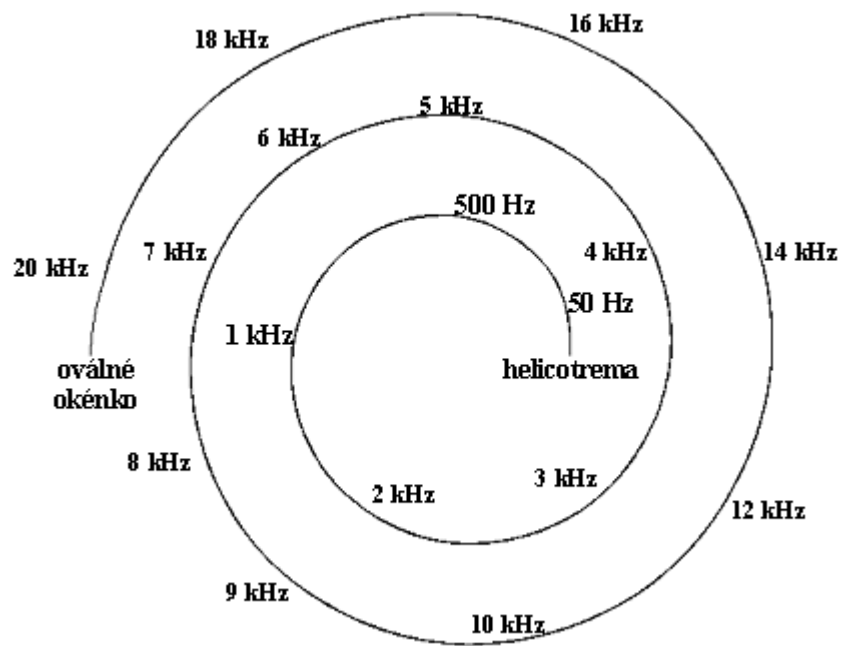 16 kHz
18 kHz
5 kHz
6 kHz
500 Hz
7 kHz
4 kHz
14 kHz
20 kHz
50 Hz
1 kHz
oválné
okénko
helicotrema
8 kHz
3 kHz
2 kHz
12 kHz
9 kHz
10 kHz